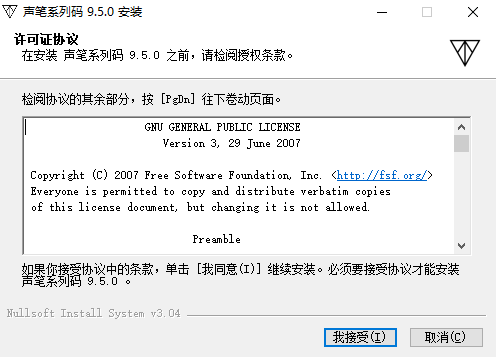 声笔系列码 9.5.0 安装
许可证协议
在安装 声笔系列码 9.5.0 之前，请检阅授权条款。
检阅协议的其余部分，按 [PgDn] 往下卷动页面。
GNU GENERAL PUBLIC LICENSE
Version 3, 29 June 2007
Copyright (C) 2007 Free Software Foundation, Inc. <http://fsf.org/>
Everyone is permitted to copy and distribute verbatim copies
of this license document, but changing it is not allowed.
Preamble
如果你接受协议中的条款，单击 [我同意(I)] 继续安装。必须要接受协议才能安装
声笔系列码 9.5.0 。
Nullsoft Install System v3.04
我接受(I)
取消(C)